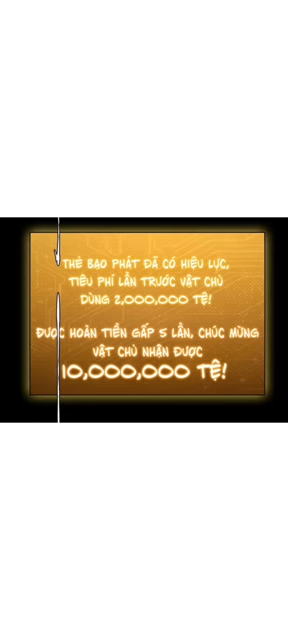 THẺ BẠO PHÁT ĐÃ CÓ HIỆU LỰC,
TIÊU PHÍ LẦN TRƯỚC VẬT CHỦ
DÙNG 2,000,000 TỆ!
ĐƯỢC HOÀN TIỀN GẤP 5 LẦN, CHÚC MỪNG
VẬT CHỦ NHẬN ĐƯỢC
10,000,000 TỆ!